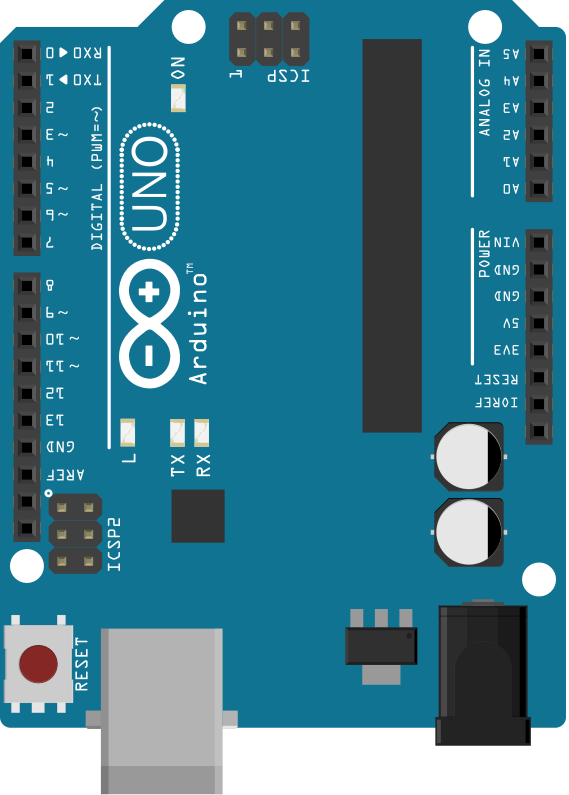 RX0 ▶ 0
TX0 ▶ 1
2
~3
4
~5
~6
7
8
~9
~10
~11
12
13
GND
AREF
DIGITAL (PWM=~)
ON
1
ICSP
UNO
Arduino™
L
TX
RX
ICSP2
RESET
ANALOG IN
A5
A4
A3
A2
A1
A0
POWER
VIN
GND
GND
5V
3V3
RESET
IOREF